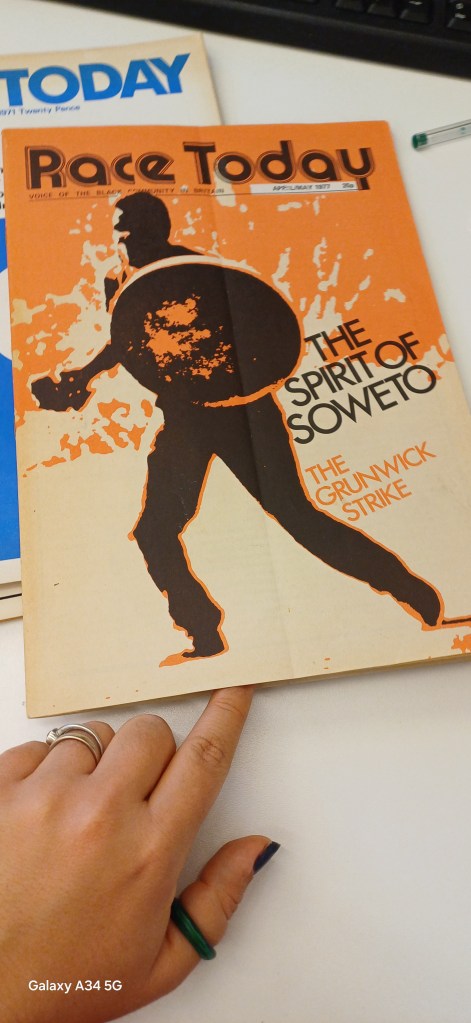 TODAY
1971 Twenty Pence
Race Today
VOICE OF THE BLACK COMMUNITY IN BRITAIN
APRIL/MAY 1977 25p
THE
SPIRIT OF
SOWETO
THE
GRUNWICK
STRIKE
Galaxy A34 5G